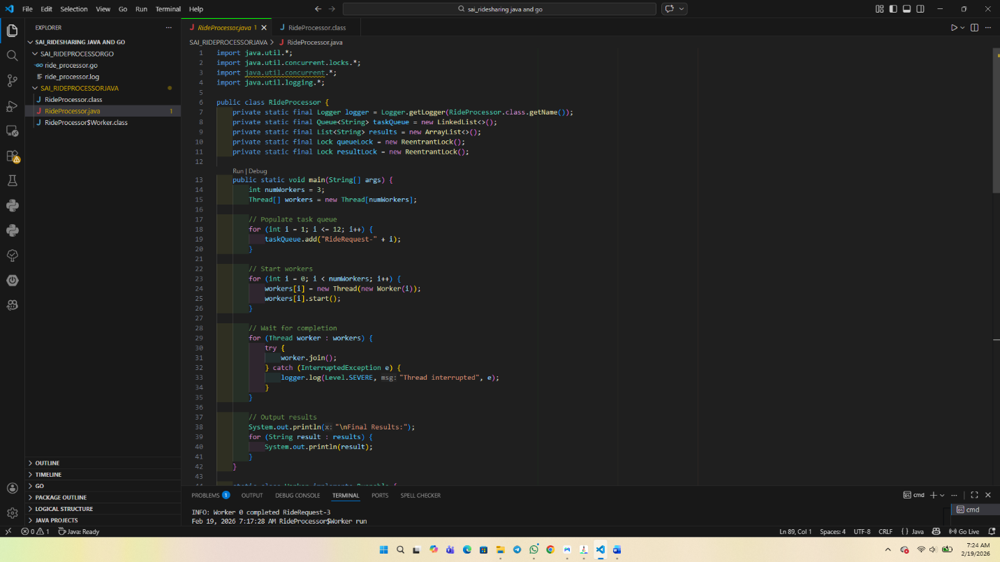 File Edit Selection View Go Run Terminal Help
sai_ridesharing java and go
EXPLORER
SAI_RIDESHARING JAVA AND GO
SAI_RIDEPROCESSORGO
ride_processor.go
ride_processor.log
SAI_RIDEPROCESSORJAVA
RideProcessor.class
RideProcessor.java 1
RideProcessor$Worker.class
OUTLINE
TIMELINE
GO
PACKAGE OUTLINE
LOGICAL STRUCTURE
JAVA PROJECTS
RideProcessor.java 1
RideProcessor.class
SAI_RIDEPROCESSORJAVA > RideProcessor.java
1 import java.util.*;
2 import java.util.concurrent.locks.*;
3 import java.util.concurrent.*;
4 import java.util.logging.*;
5
6 public class RideProcessor {
7 private static final Logger logger = Logger.getLogger(RideProcessor.class.getName());
8 private static final Queue<String> taskQueue = new LinkedList<>();
9 private static final List<String> results = new ArrayList<>();
10 private static final Lock queueLock = new ReentrantLock();
11 private static final Lock resultLock = new ReentrantLock();
12
Run | Debug
13 public static void main(String[] args) {
14 int numWorkers = 3;
15 Thread[] workers = new Thread[numWorkers];
16
17 // Populate task queue
18 for (int i = 1; i <= 12; i++) {
19 taskQueue.add("RideRequest-" + i);
20 }
21
22 // Start workers
23 for (int i = 0; i < numWorkers; i++) {
24 workers[i] = new Thread(new Worker(i));
25 workers[i].start();
26 }
27
28 // Wait for completion
29 for (Thread worker : workers) {
30 try {
31 worker.join();
32 } catch (InterruptedException e) {
33 logger.log(Level.SEVERE, msg: "Thread interrupted", e);
34 }
35 }
36
37 // Output results
38 System.out.println(x: "\nFinal Results:");
39 for (String result : results) {
40 System.out.println(result);
41 }
42 }
43
44 static class Worker implements Runnable {
PROBLEMS 1 OUTPUT DEBUG CONSOLE TERMINAL PORTS SPELL CHECKER
cmd
INFO: Worker 0 completed RideRequest-3
Feb 19, 2026 7:17:28 AM RideProcessor$Worker run
cmd
0 1 Java: Ready
Ln 89, Col 1 Spaces: 4 UTF-8 CRLF { } Java Go Live
7:24 AM
2/19/2026